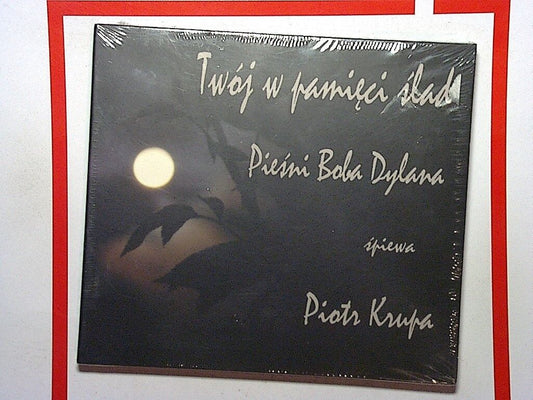 Twój w pamięci ślad
Pieśni Boba Dylana
śpiewa
Piotr Krupa